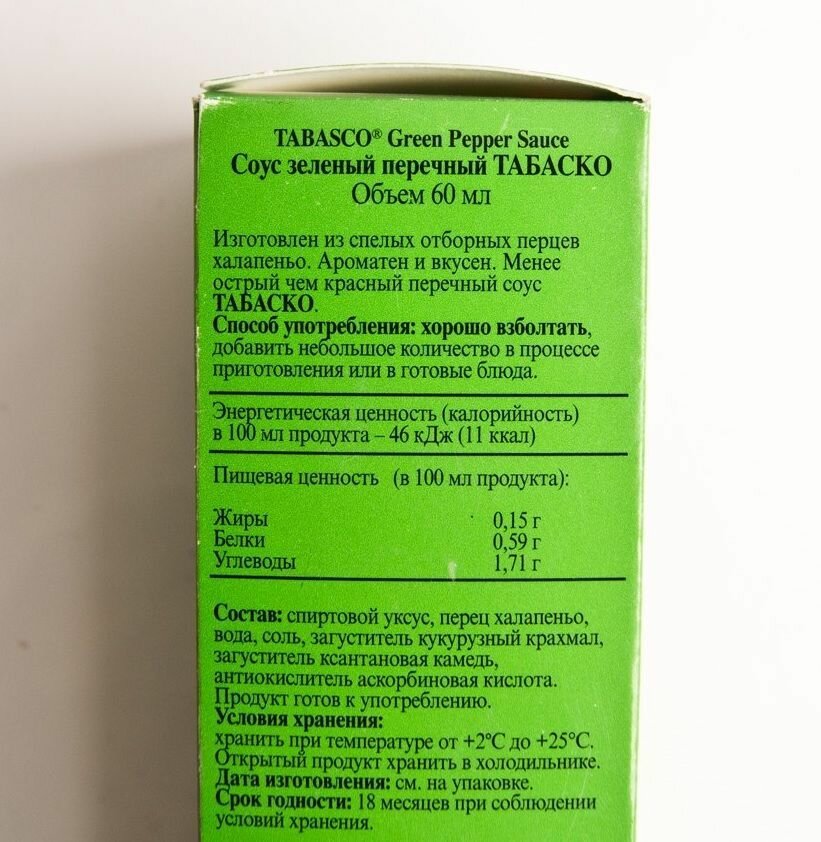 TABASCO® Green Pepper Sauce
Соус зеленый перечный ТАБАСКО
Объем 60 мл
Изготовлен из спелых отборных перцев
халапеньо. Ароматен и вкусен. Менее
острый чем красный перечный соус
ТАБАСКО.
Способ употребления: хорошо взболтать,
добавить небольшое количество в процессе
приготовления или в готовые блюда.
Энергетическая ценность (калорийность)
в 100 мл продукта – 46 кДж (11 ккал)
Пищевая ценность (в 100 мл продукта):
Жиры 0,15 г
Белки 0,59 г
Углеводы 1,71 г
Состав: спиртовой уксус, перец халапеньо,
вода, соль, загуститель кукурузный крахмал,
загуститель ксантановая камедь,
антиокислитель аскорбиновая кислота.
Продукт готов к употреблению.
Условия хранения:
хранить при температуре от +2°С до +25°С.
Открытый продукт хранить в холодильнике.
Дата изготовления: см. на упаковке.
Срок годности: 18 месяцев при соблюдении
условий хранения.